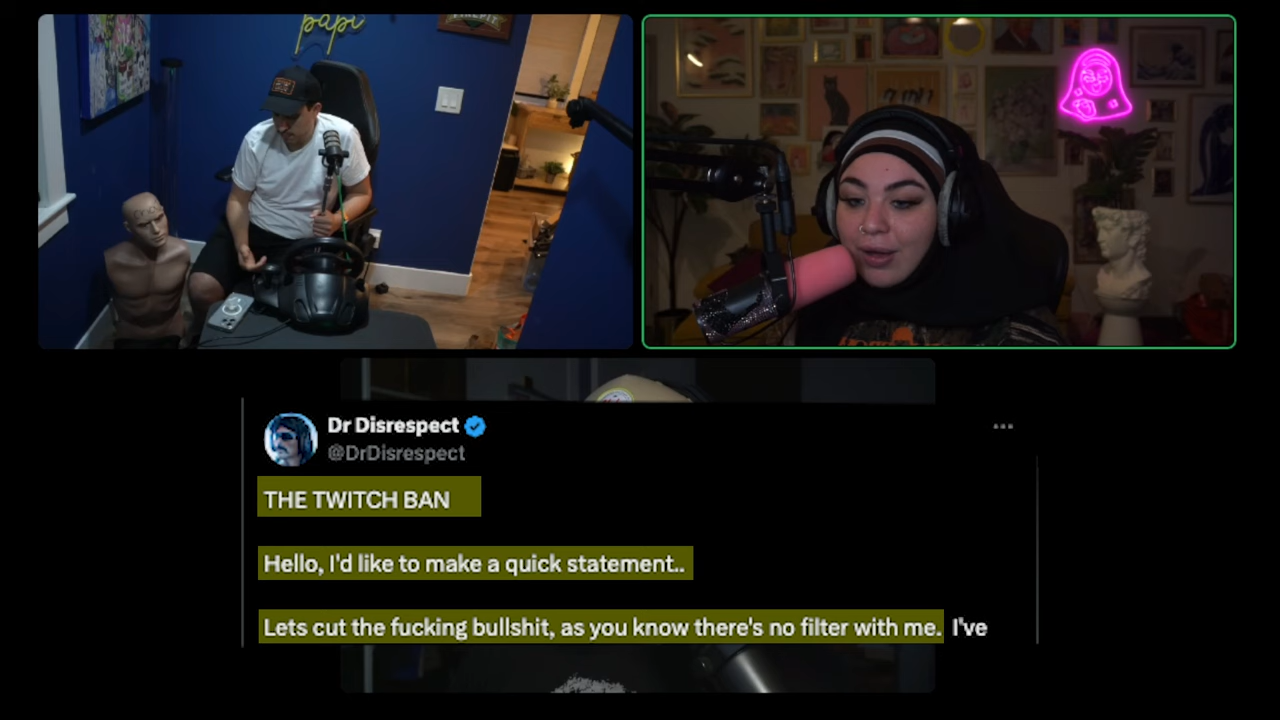 papi
Dr Disrespect
@DrDisrespect
THE TWITCH BAN
Hello, I'd like to make a quick statement..
Lets cut the fucking bullshit, as you know there's no filter with me. I've